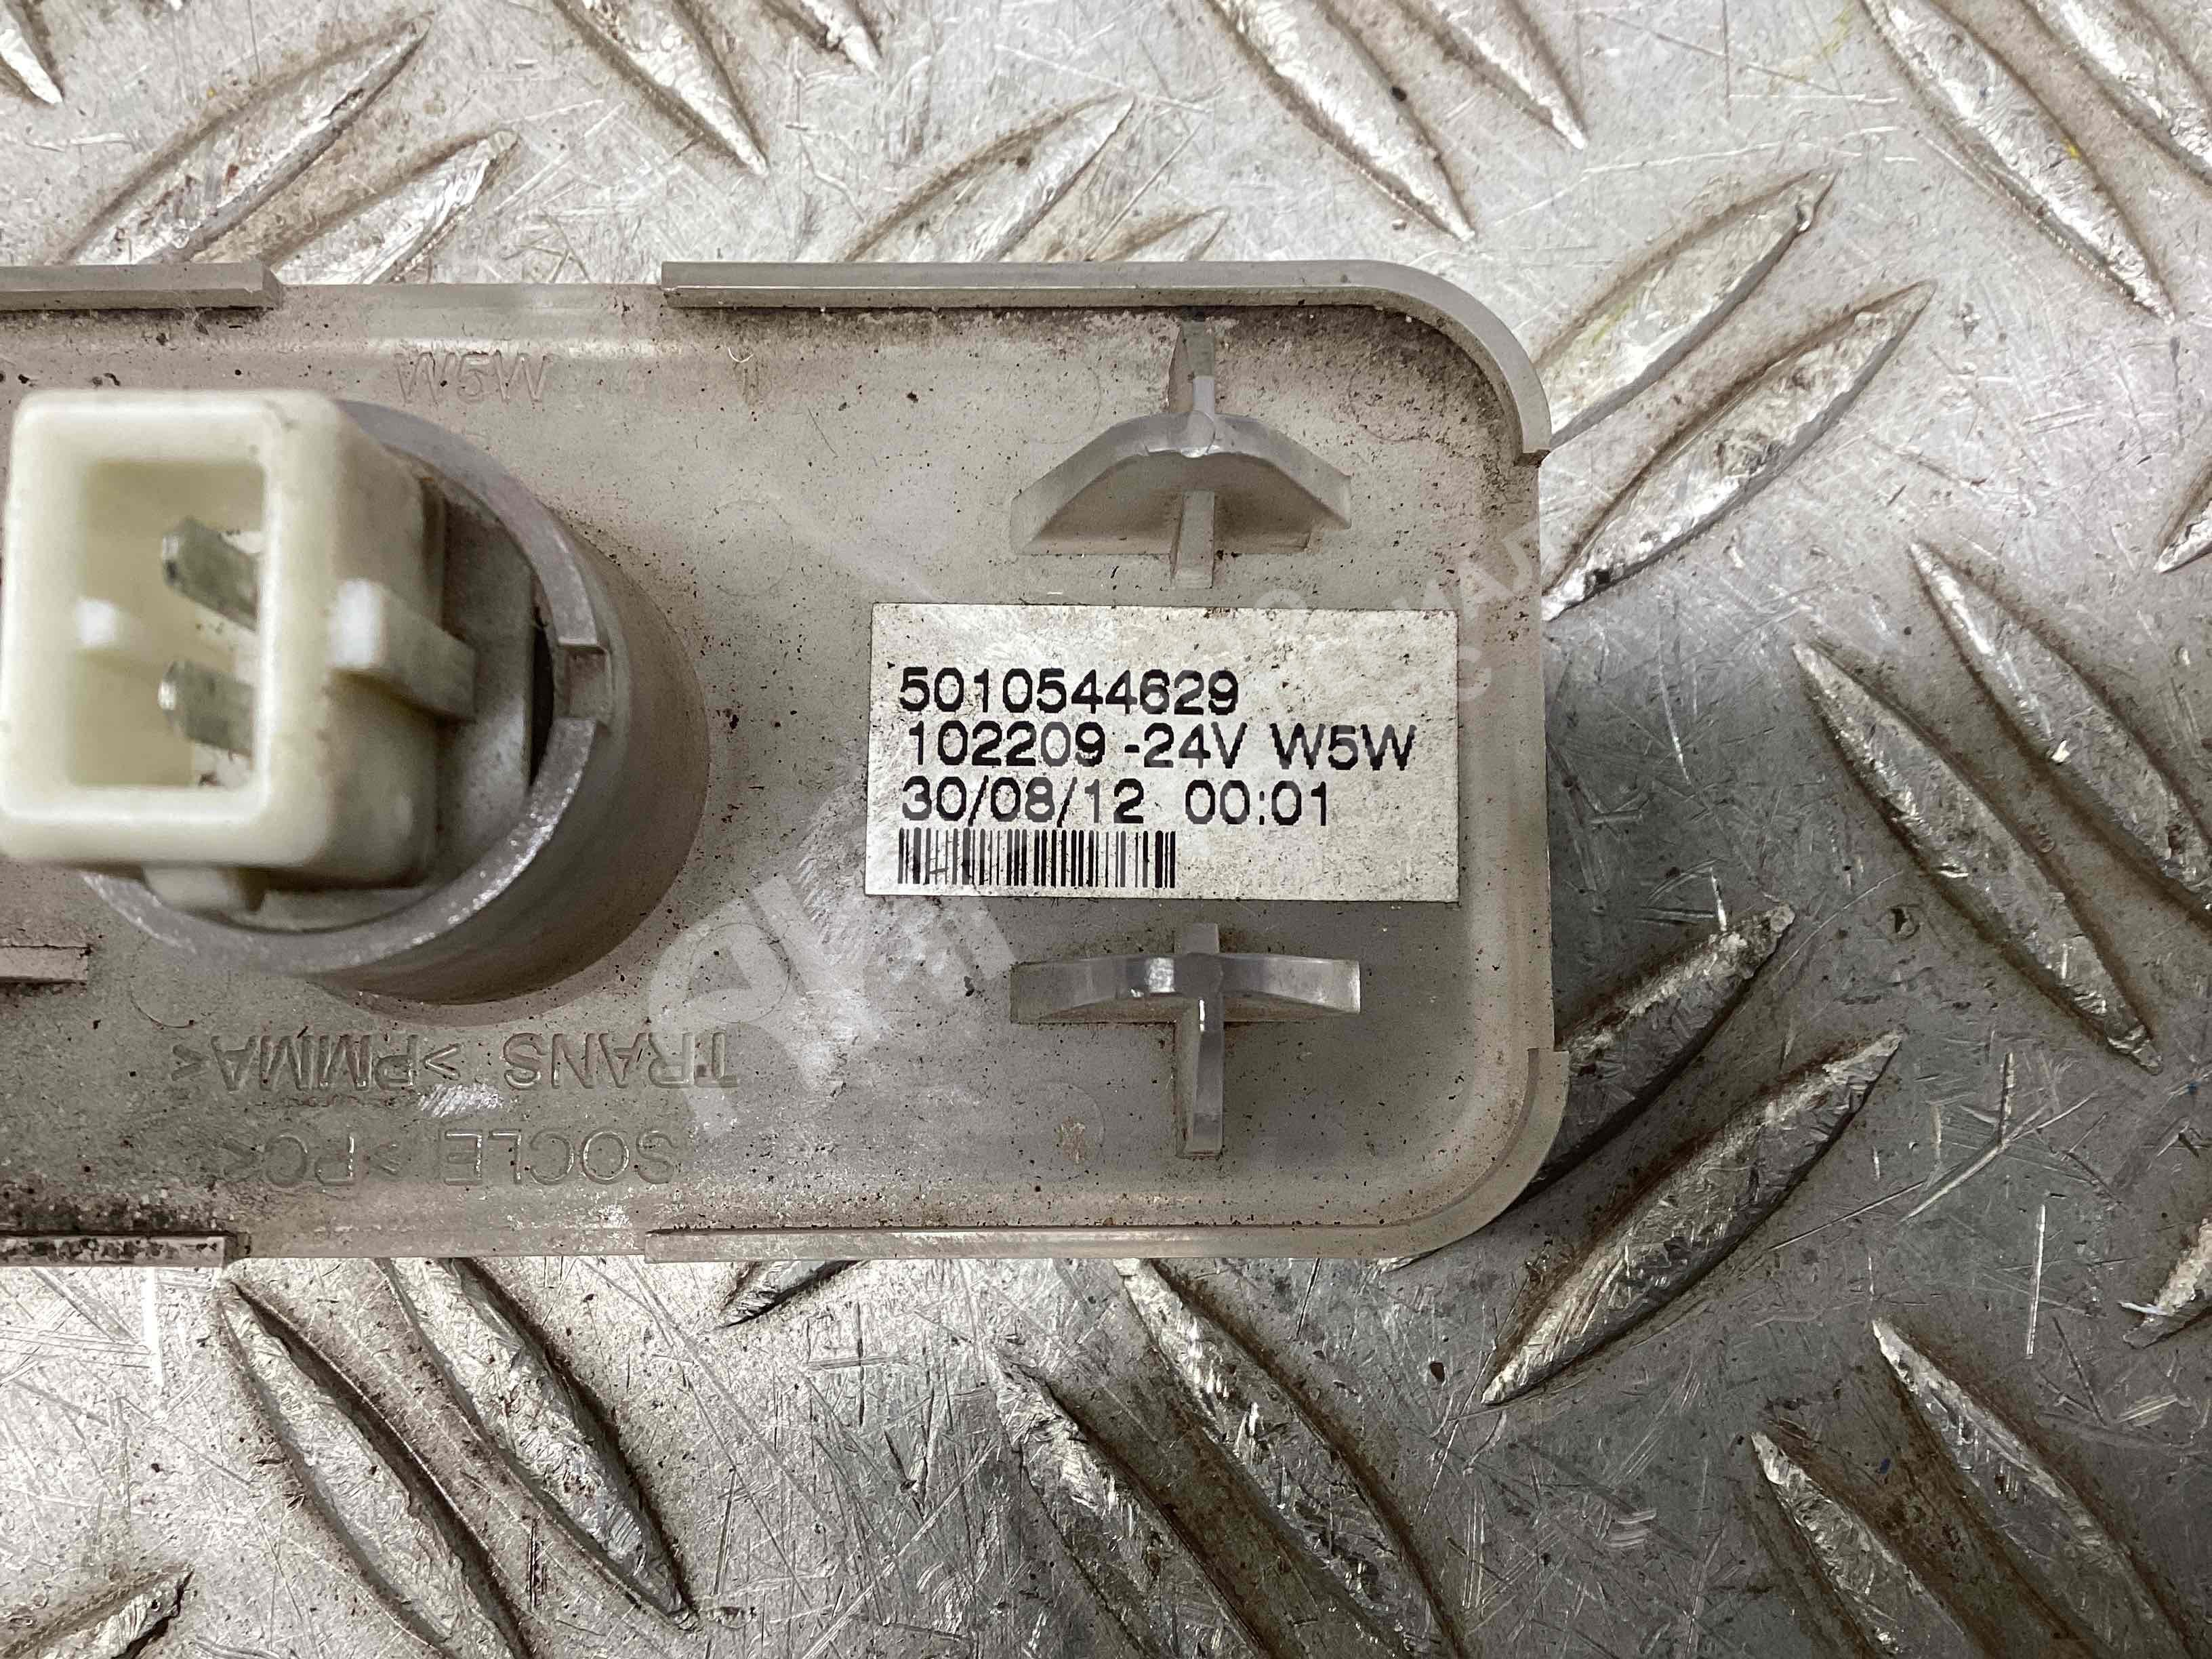 W5W
5010544629
102209 -24V W5W
30/08/12 00:01
TRANS >PMMA<
SOCLE >PC<